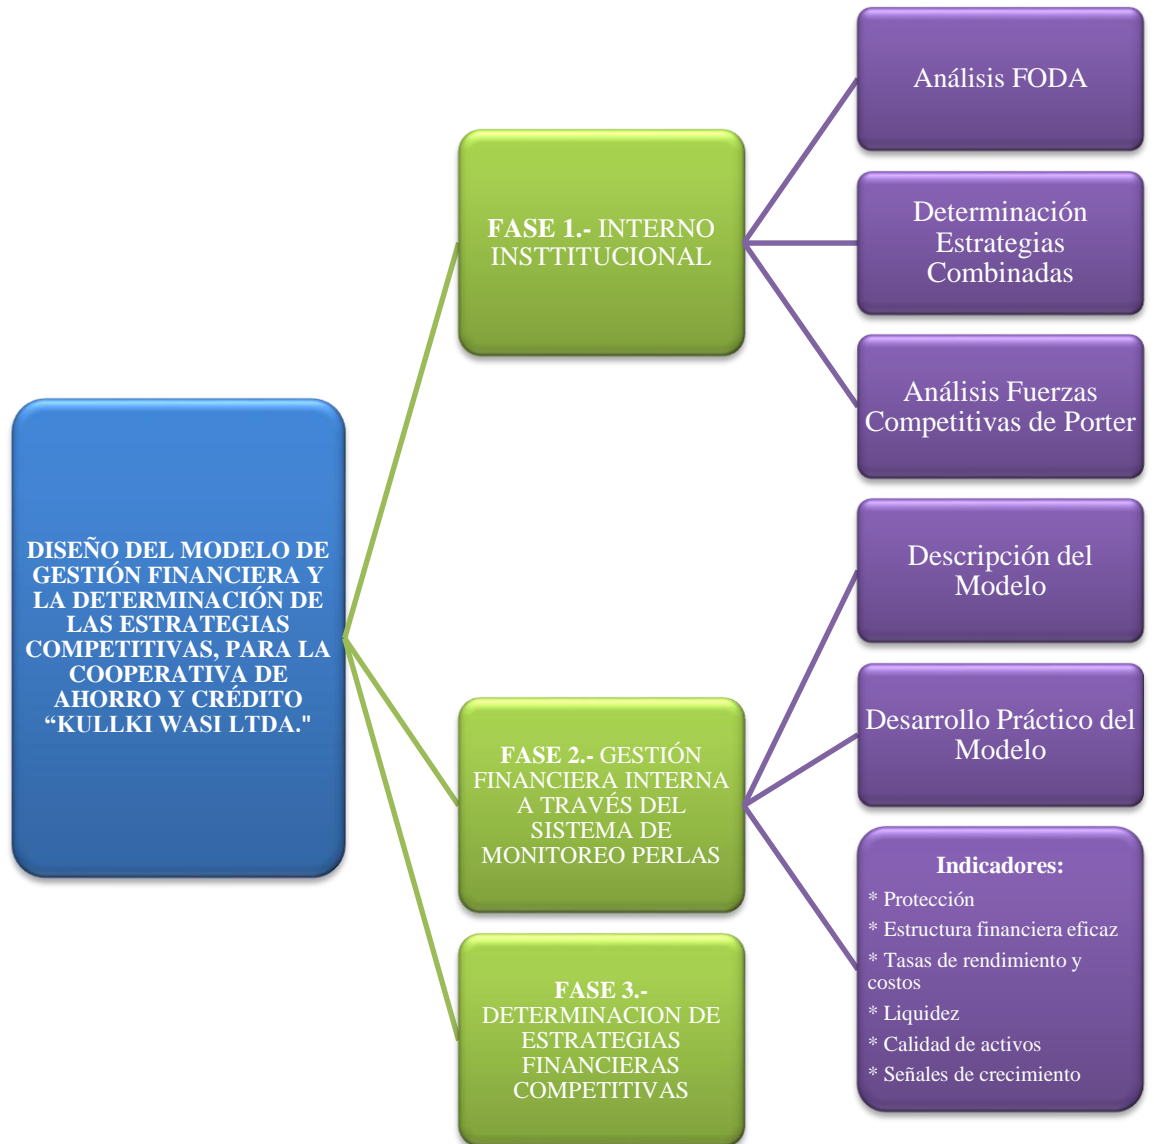 DISEÑO DEL MODELO DE
GESTIÓN FINANCIERA Y
LA DETERMINACIÓN DE
LAS ESTRATEGIAS
COMPETITIVAS, PARA LA
COOPERATIVA DE
AHORRO Y CRÉDITO
“KULLKI WASI LTDA."
FASE 1.- INTERNO
INSTTITUCIONAL
Análisis FODA
Determinación
Estrategias
Combinadas
Análisis Fuerzas
Competitivas de Porter
FASE 2.- GESTIÓN
FINANCIERA INTERNA
A TRAVÉS DEL
SISTEMA DE
MONITOREO PERLAS
Descripción del
Modelo
Desarrollo Práctico del
Modelo
Indicadores:
* Protección
* Estructura financiera eficaz
* Tasas de rendimiento y
costos
* Liquidez
* Calidad de activos
* Señales de crecimiento
FASE 3.-
DETERMINACION DE
ESTRATEGIAS
FINANCIERAS
COMPETITIVAS